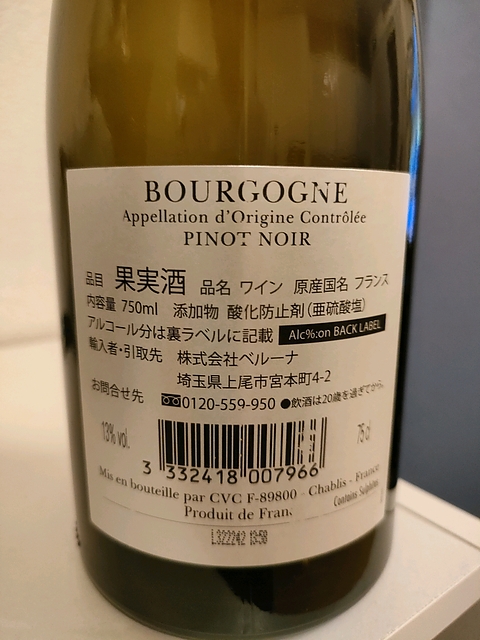 BOURGOGNE
Appellation d'Origine Contrôlée
PINOT NOIR
品目 果実酒 品名 ワイン 原産国名 フランス
内容量 750ml 添加物 酸化防止剤(亜硫酸塩)
アルコール分は裏ラベルに記載 Alc%:on BACK LABEL
輸入者・引取先 株式会社ベルーナ
埼玉県上尾市宮本町4-2
お問合せ先 0120-559-950 ●飲酒は20歳を過ぎてから。
13% vol.
75 cl
3 332418 007966
Mis en bouteille par CVC F-89800 - Chablis - France
Contains Sulphites
Produit de Franc
L322242 13:58